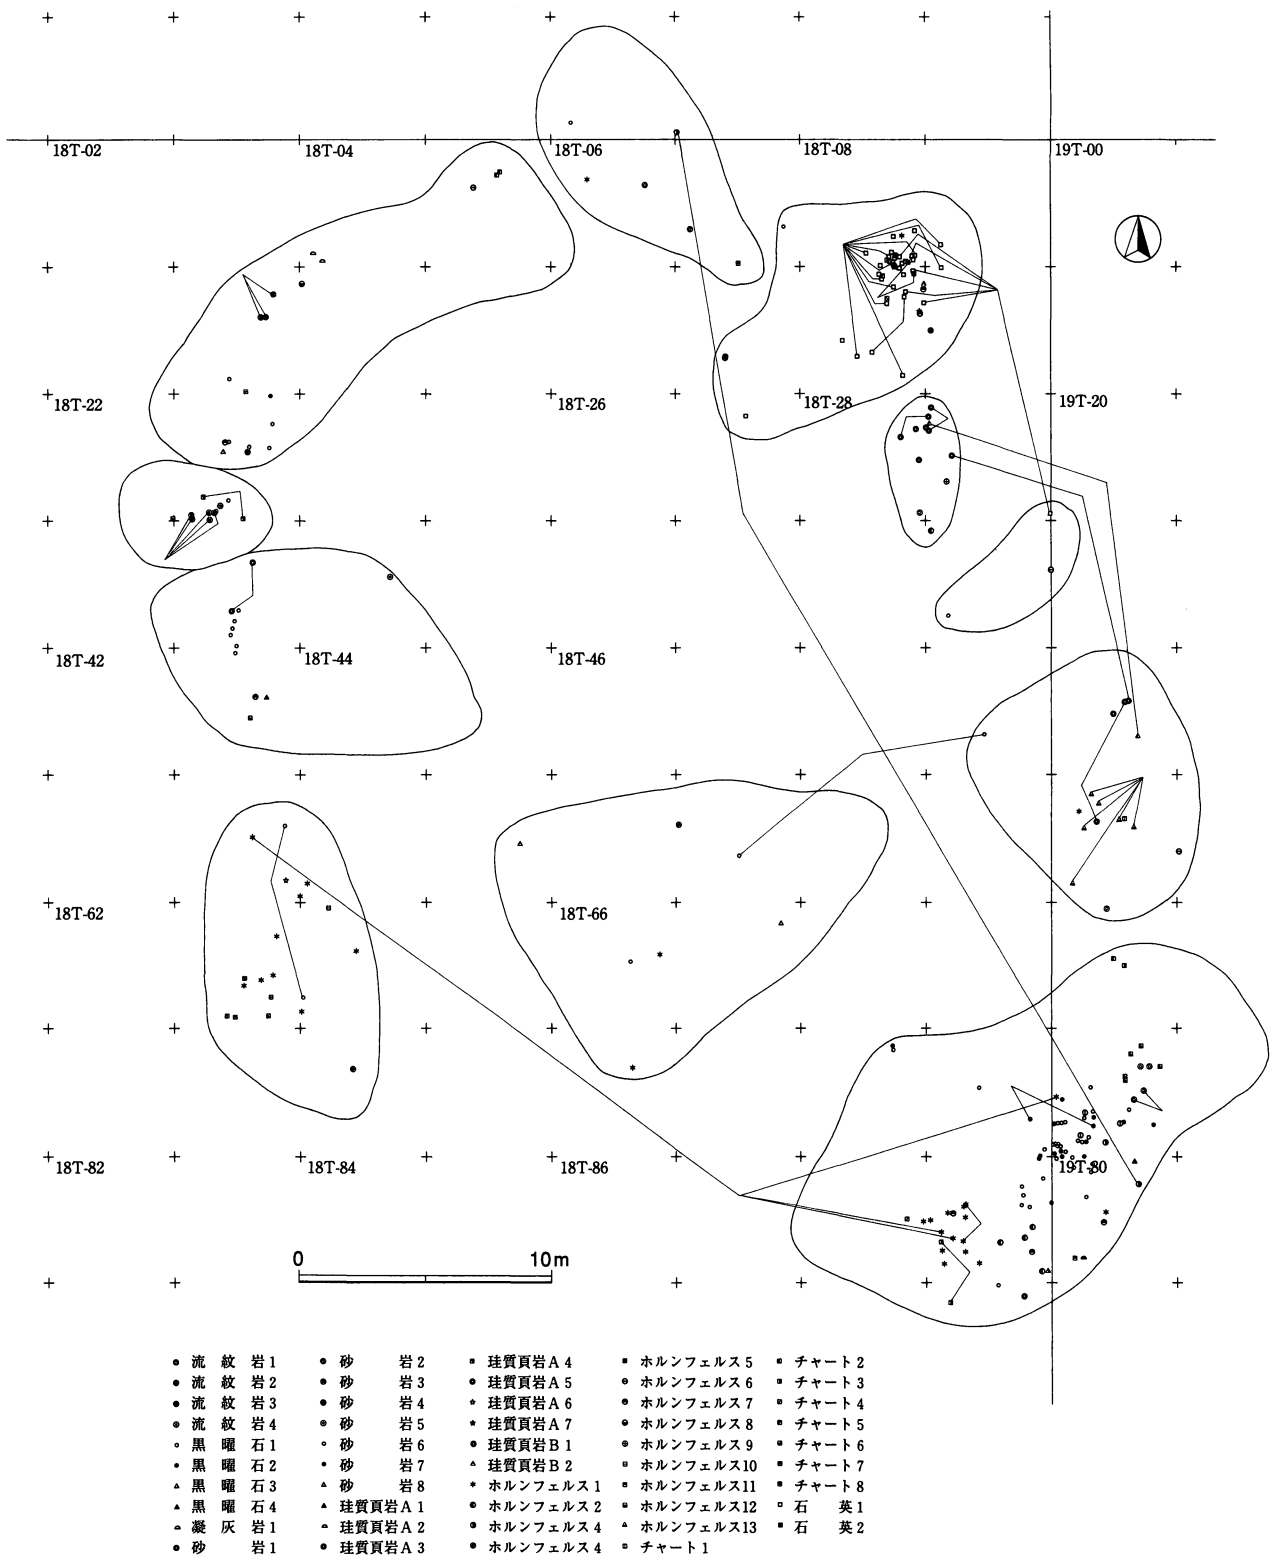 18T-02 18T-04 18T-06 18T-08 19T-00
18T-22 18T-26 18T-28 19T-20
18T-42 18T-44 18T-46
18T-62 18T-66
18T-82 18T-84 18T-86 19T-80
0 10m
流紋岩1 砂岩2 珪質頁岩A4 ホルンフェルス5 チャート2
流紋岩2 砂岩3 珪質頁岩A5 ホルンフェルス6 チャート3
流紋岩3 砂岩4 珪質頁岩A6 ホルンフェルス7 チャート4
流紋岩4 砂岩5 珪質頁岩A7 ホルンフェルス8 チャート5
黒曜石1 砂岩6 珪質頁岩B1 ホルンフェルス9 チャート6
黒曜石2 砂岩7 珪質頁岩B2 ホルンフェルス10 チャート7
黒曜石3 砂岩8 ホルンフェルス1 ホルンフェルス11 チャート8
黒曜石4 珪質頁岩A1 ホルンフェルス2 ホルンフェルス12 石英1
凝灰岩1 珪質頁岩A2 ホルンフェルス4 ホルンフェルス13 石英2
砂岩1 珪質頁岩A3 ホルンフェルス4 チャート1